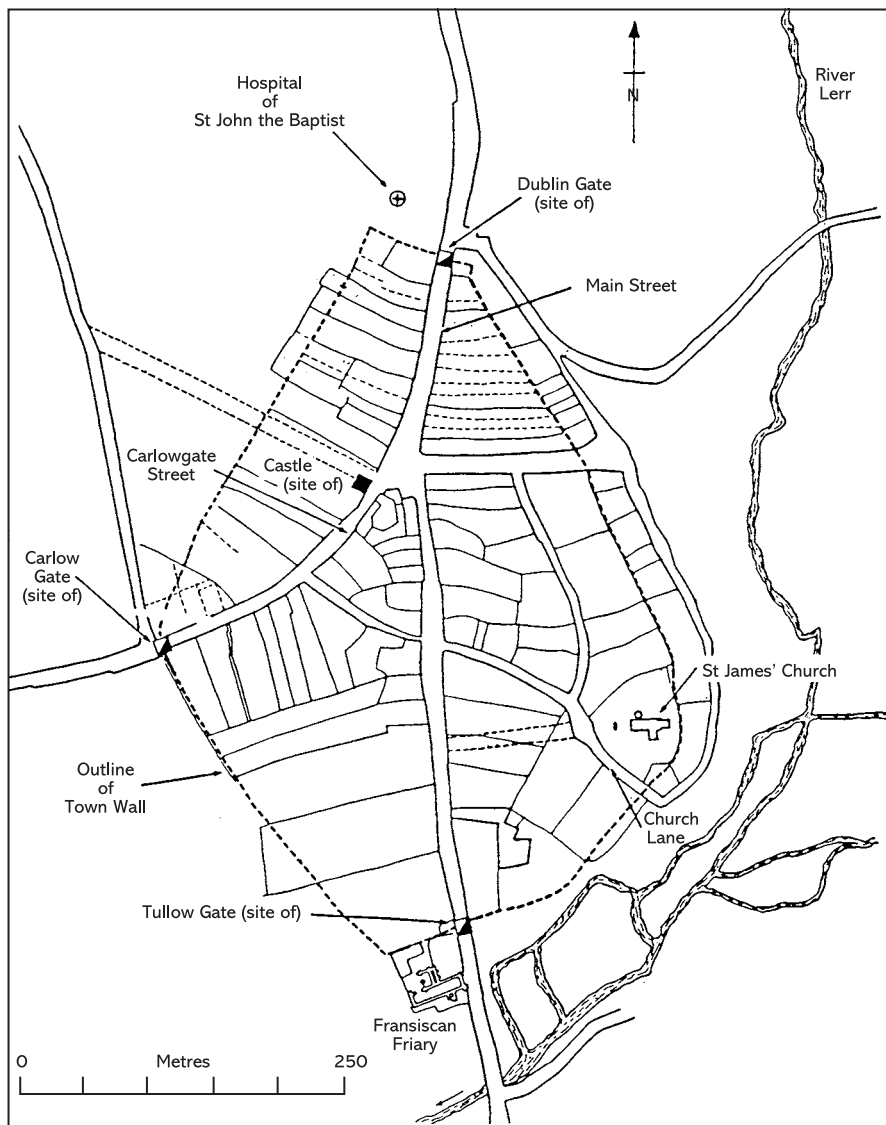 Hospital
of
St John the Baptist
N
River
Lerr
Dublin Gate
(site of)
Main Street
Carlowgate
Street
Castle
(site of)
Carlow
Gate
(site of)
St James' Church
Outline
of
Town Wall
Church
Lane
Tullow Gate (site of)
Fransiscan
Friary
0 Metres 250